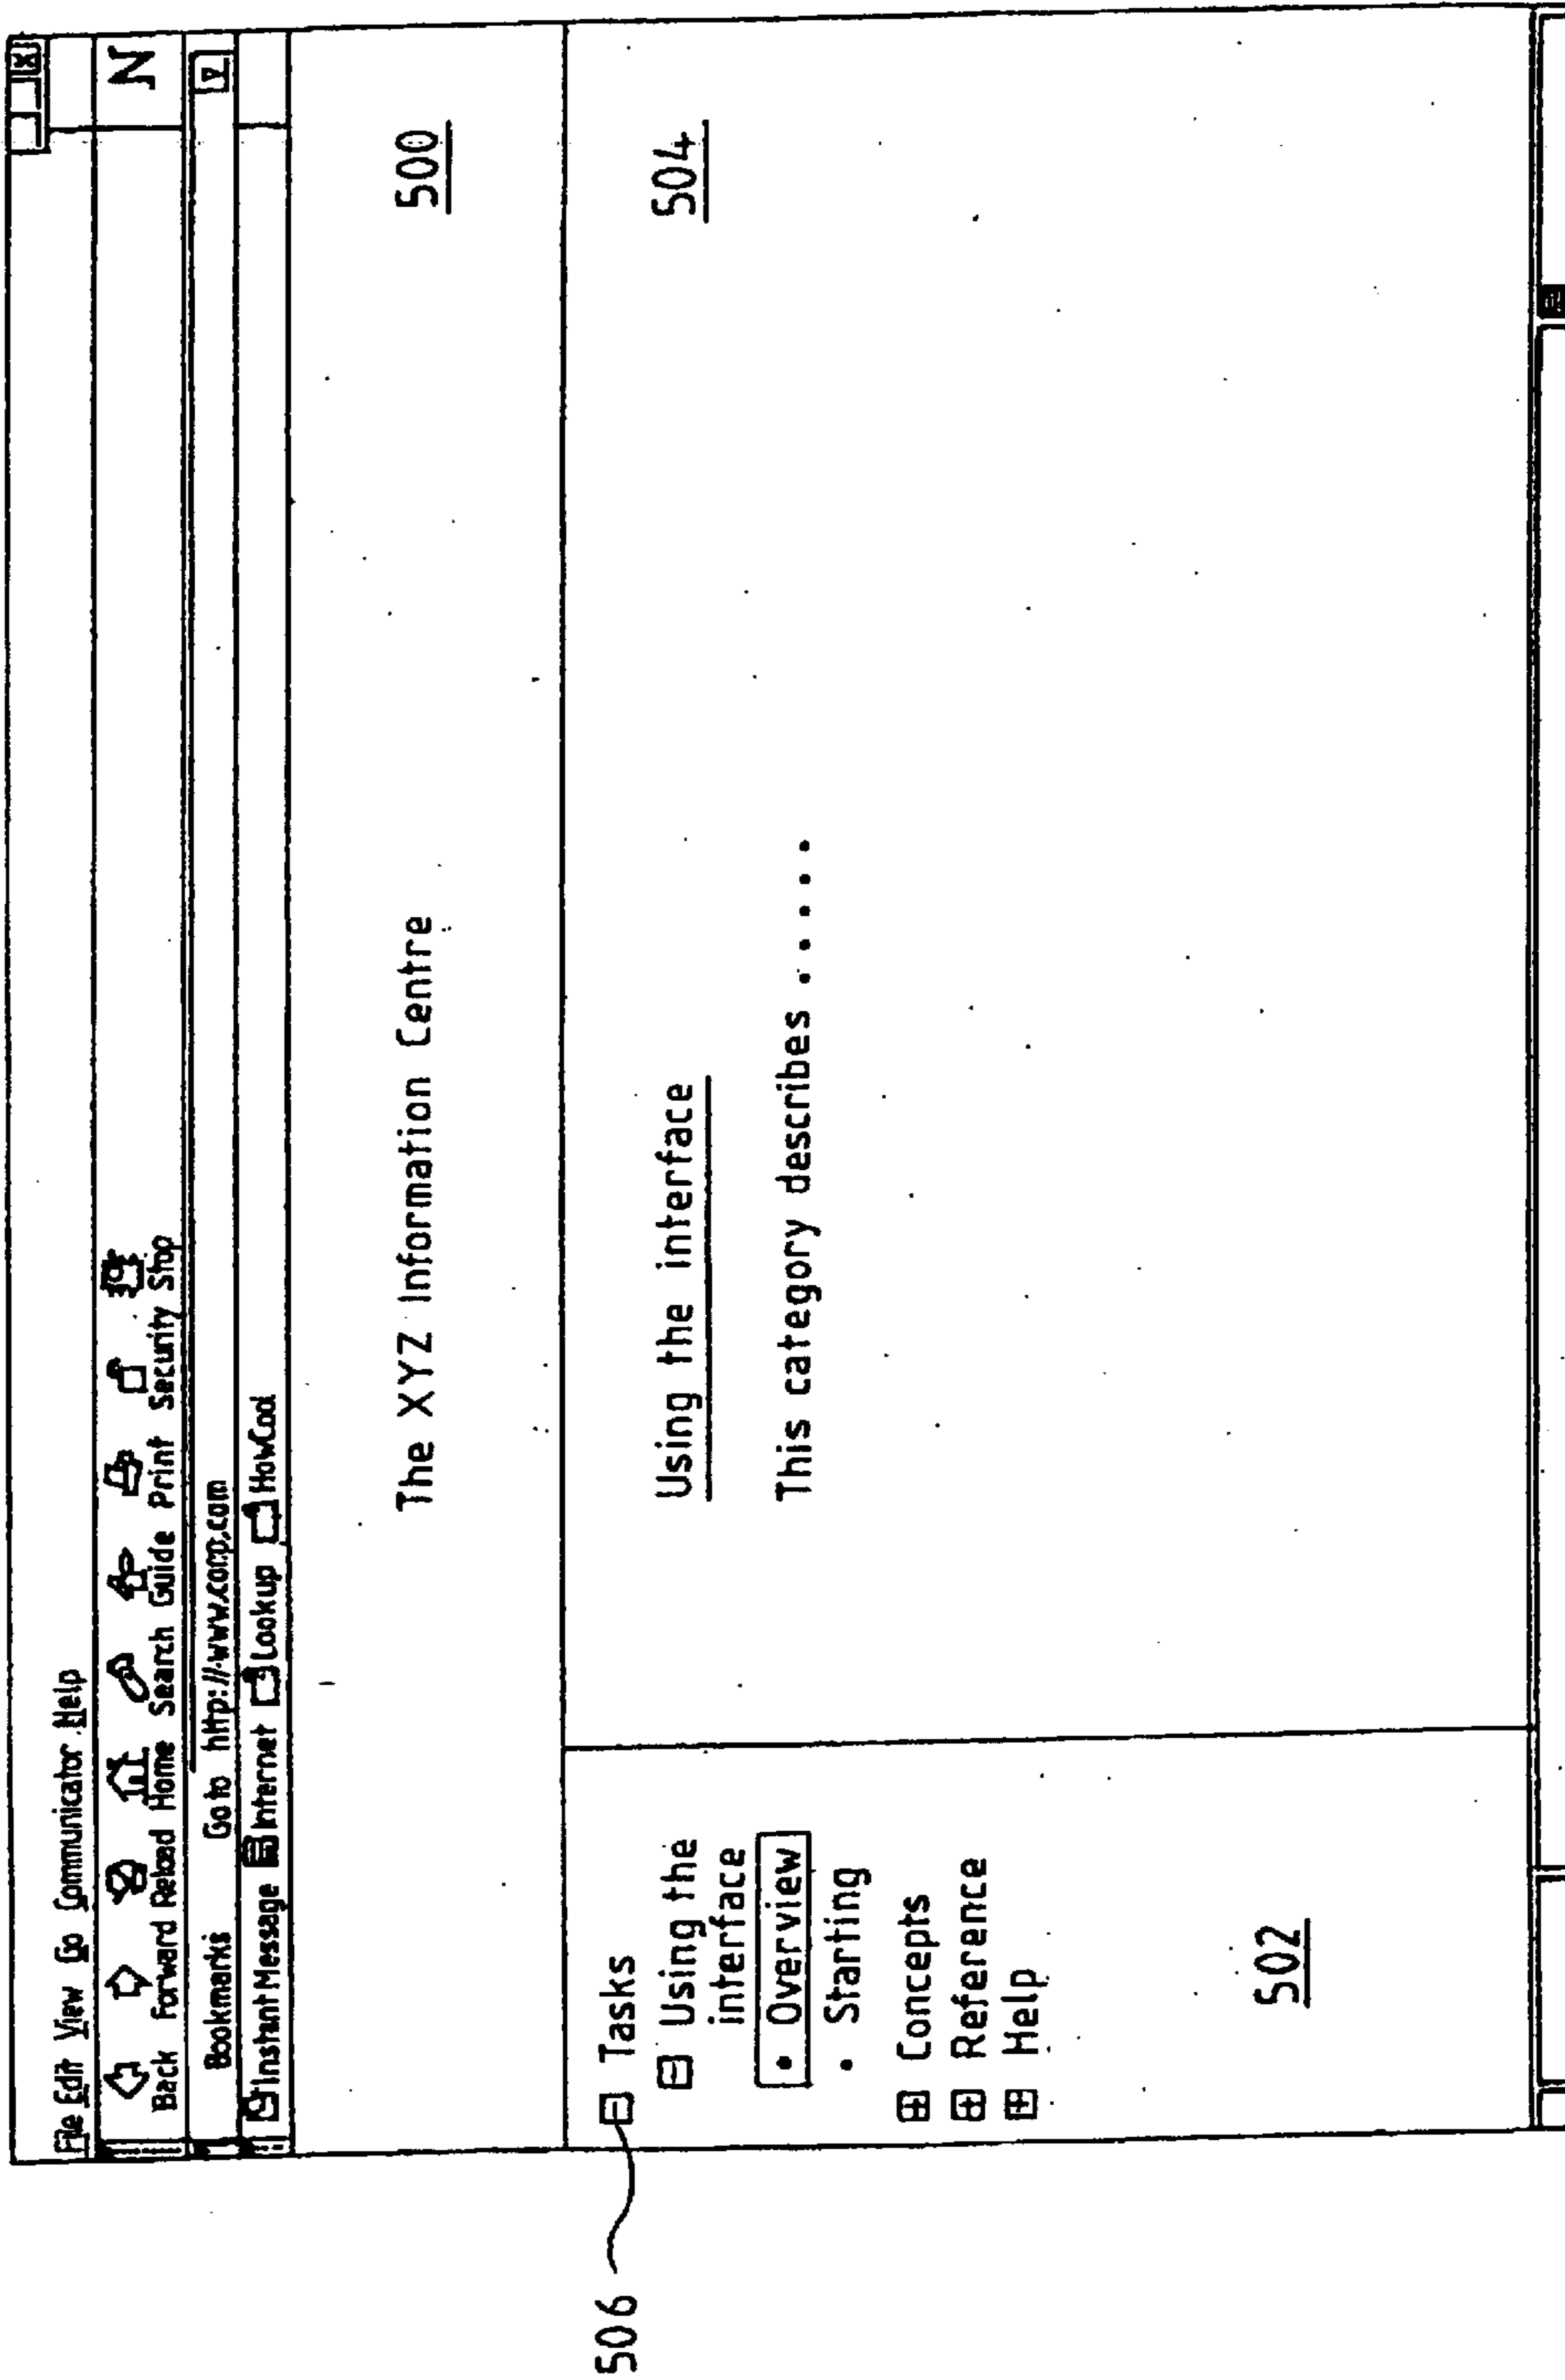 File Edit View Go Communicator Help
Back Forward Reload Home Search Guide Print Security Stop
N
Bookmarks Go to http://www.corp.com
Instant Message Internet Lookup HowCool
The XYZ Information Centre
500
506
Tasks
Using the
interface
• Overview
• Starting
Concepts
Reference
Help
502
Using the interface
504
This category describes . . . . .